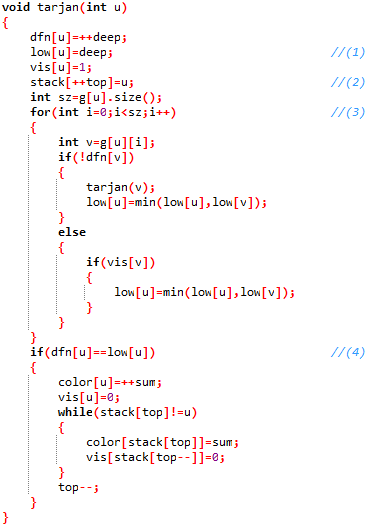 void tarjan(int u)
{
    dfn[u]=++deep;
    low[u]=deep; //(1)
    vis[u]=1;
    stack[++top]=u; //(2)
    int sz=g[u].size();
    for(int i=0;i<sz;i++) //(3)
    {
        int v=g[u][i];
        if(!dfn[v])
        {
            tarjan(v);
            low[u]=min(low[u],low[v]);
        }
        else
        {
            if(vis[v])
            {
                low[u]=min(low[u],low[v]);
            }
        }
    }
    if(dfn[u]==low[u]) //(4)
    {
        color[u]=++sum;
        vis[u]=0;
        while(stack[top]!=u)
        {
            color[stack[top]]=sum;
            vis[stack[top--]]=0;
        }
        top--;
    }
}